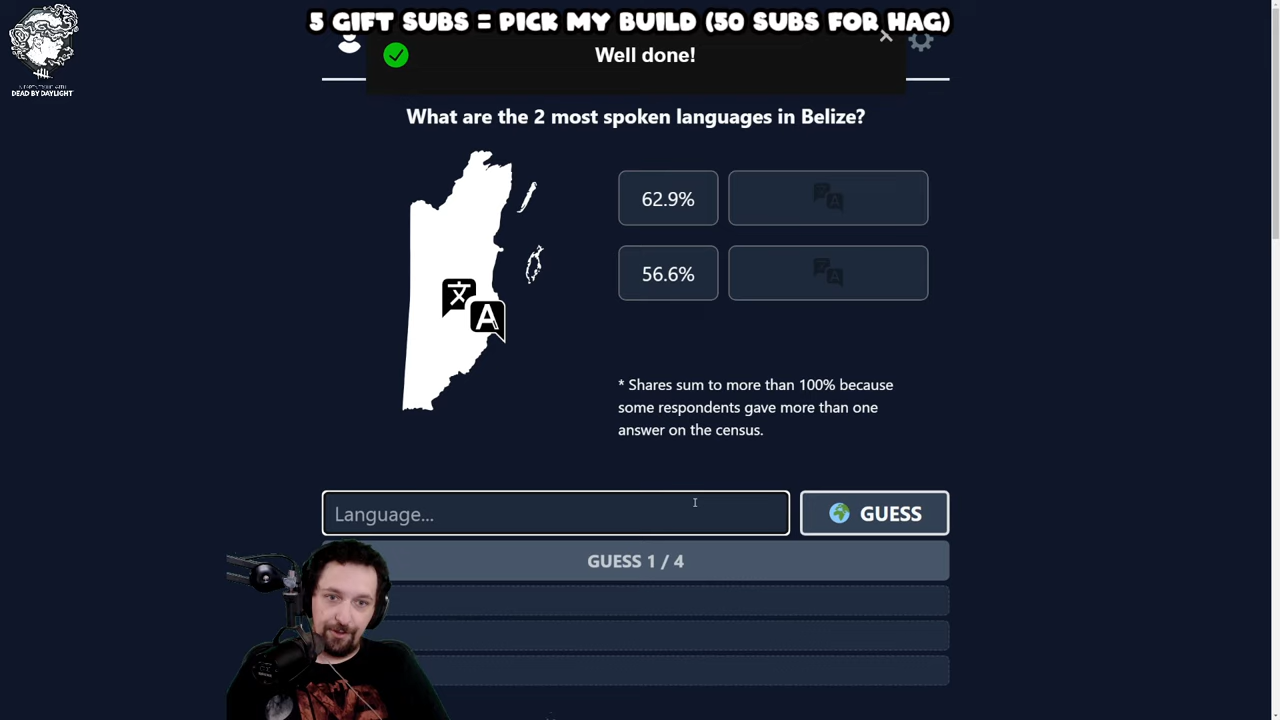 5 GIFT SUBS = PICK MY BUILD (50 SUBS FOR HAG)
Well done!
DEAD BY DAYLIGHT
What are the 2 most spoken languages in Belize?
62.9%
56.6%
文
A
* Shares sum to more than 100% because
some respondents gave more than one
answer on the census.
Language...
GUESS
GUESS 1 / 4